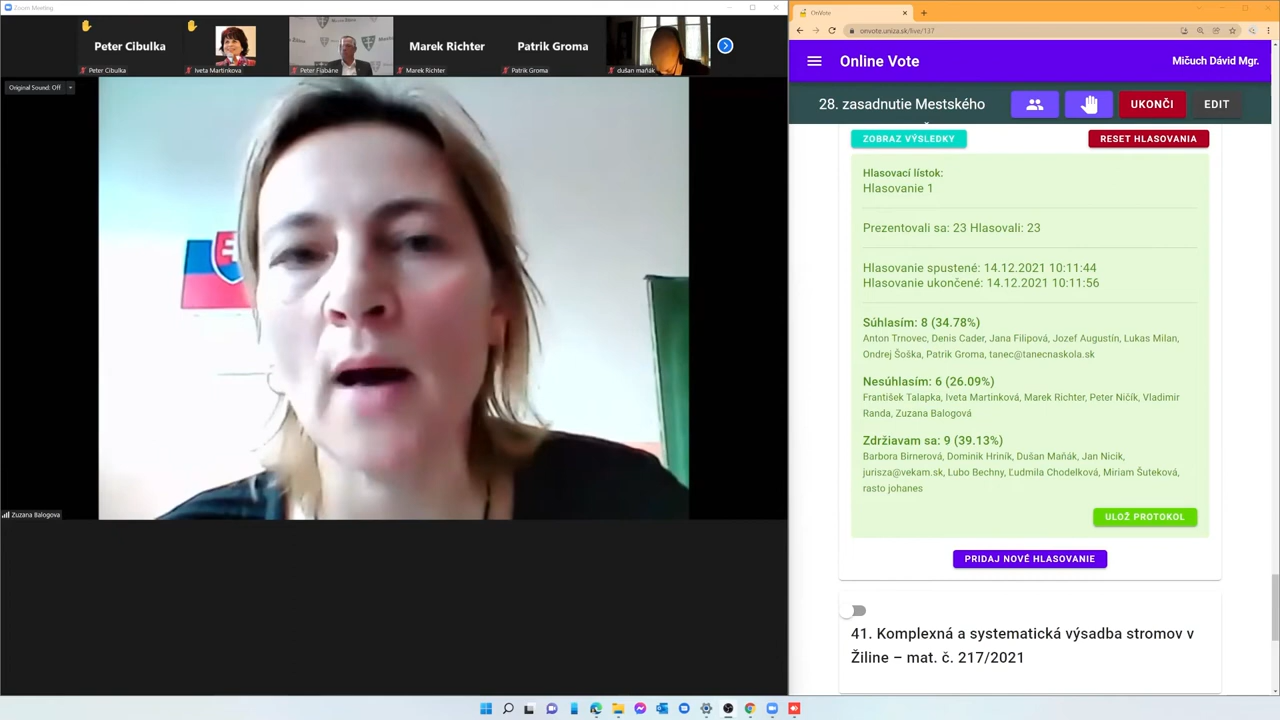 Zoom Meeting
Peter Cibulka
Marek Richter
Patrik Groma
Peter Cibulka
Iveta Martinkova
Peter Fiabáne
Marek Richter
Patrik Groma
dušan maňák
Original Sound: Off
Zuzana Balogova
OnVote
onvote.uniza.sk/live/137
Online Vote
Mičuch Dávid Mgr.
28. zasadnutie Mestského
UKONČI
EDIT
ZOBRAZ VÝSLEDKY
RESET HLASOVANIA
Hlasovací lístok:
Hlasovanie 1
Prezentovali sa: 23 Hlasovali: 23
Hlasovanie spustené: 14.12.2021 10:11:44
Hlasovanie ukončené: 14.12.2021 10:11:56
Súhlasím: 8 (34.78%)
Anton Trnovec, Denis Cader, Jana Filipová, Jozef Augustín, Lukas Milan,
Ondrej Šoška, Patrik Groma, tanec@tanecnaskola.sk
Nesúhlasím: 6 (26.09%)
František Talapka, Iveta Martinková, Marek Richter, Peter Ničík, Vladimir
Randa, Zuzana Balogová
Zdržiavam sa: 9 (39.13%)
Barbora Birnerová, Dominik Hriník, Dušan Maňák, Jan Nicik,
jurisza@vekam.sk, Lubo Bechny, Ľudmila Chodelková, Miriam Šuteková,
rasto johanes
ULOŽ PROTOKOL
PRIDAJ NOVÉ HLASOVANIE
41. Komplexná a systematická výsadba stromov v
Žiline – mat. č. 217/2021